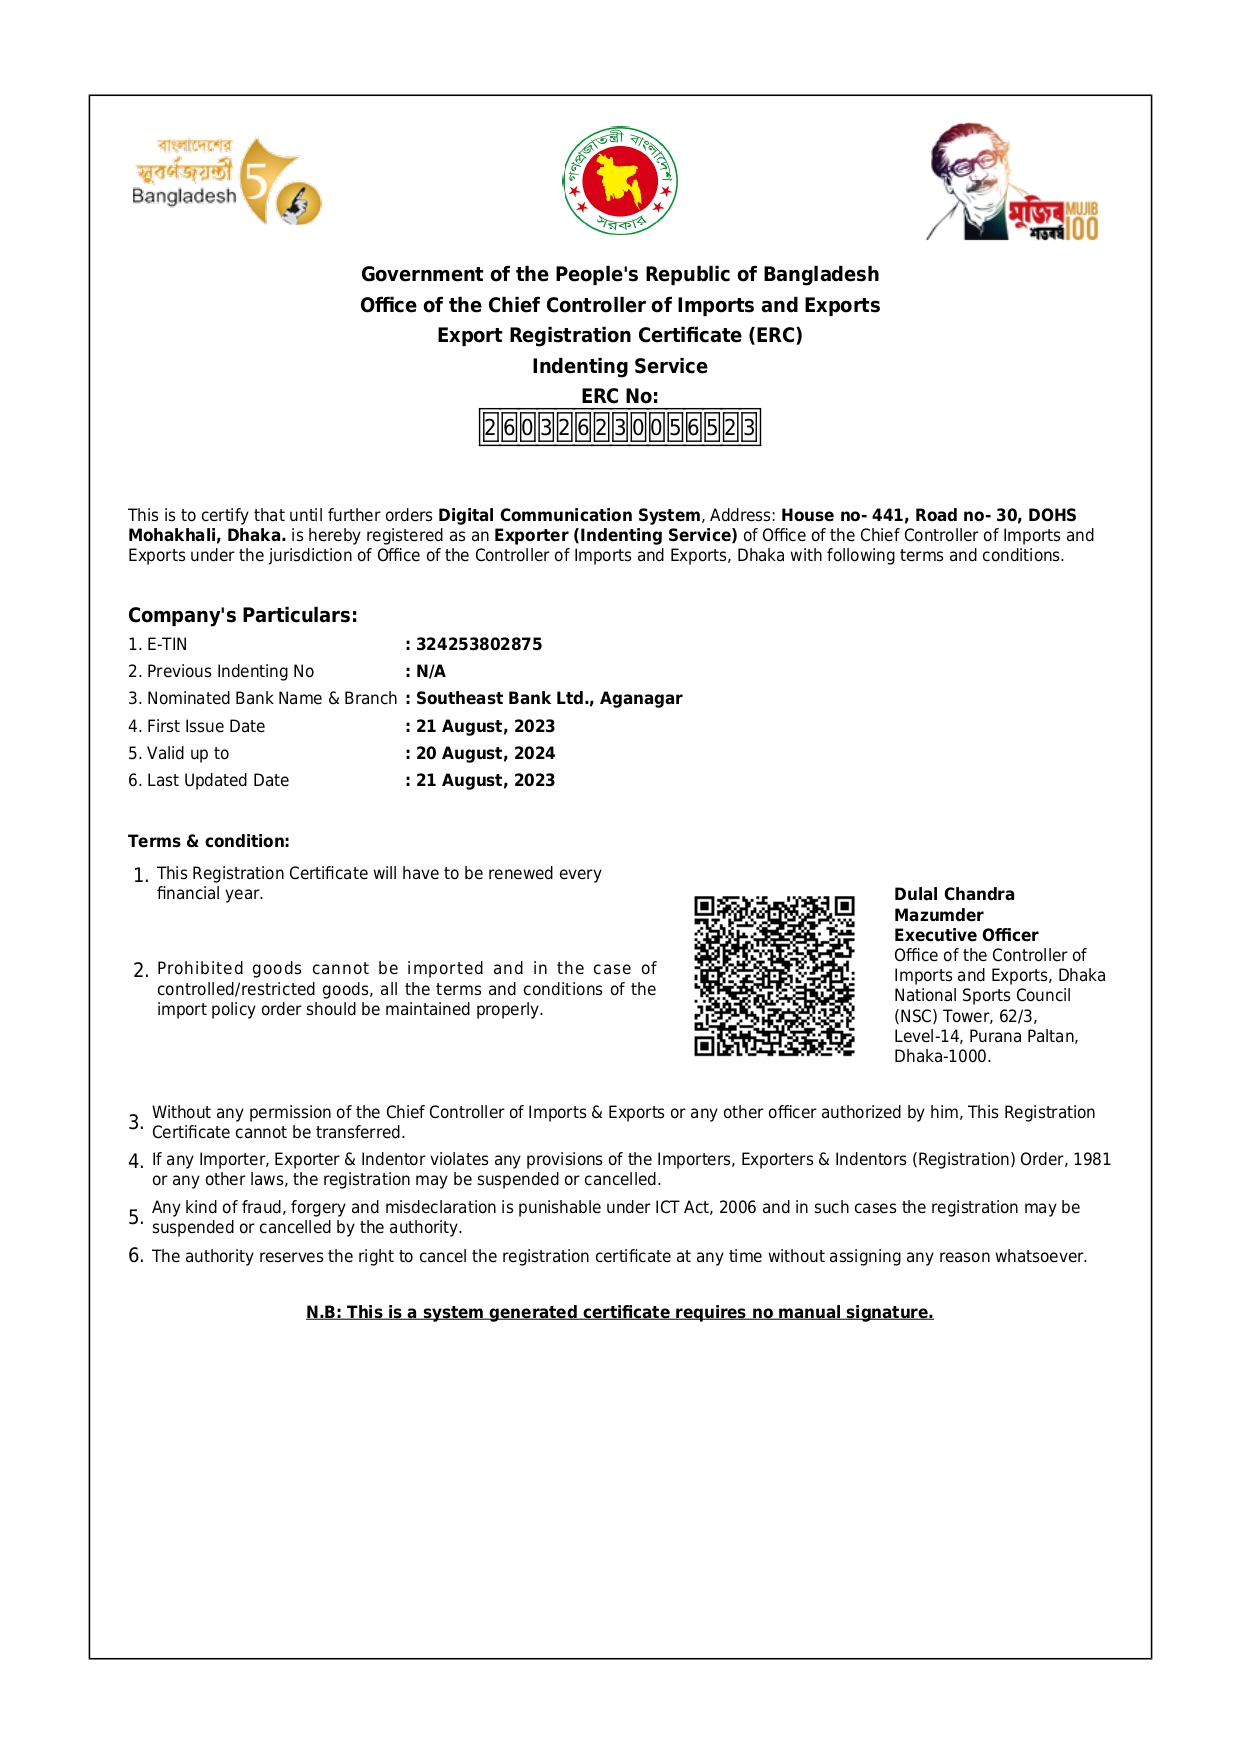 বাংলাদেশের
সুবর্ণজয়ন্তী
Bangladesh
50
গণপ্রজাতন্ত্রী বাংলাদেশ
সরকার
মুজিব MUJIB
শতবর্ষ 100
Government of the People's Republic of Bangladesh
Office of the Chief Controller of Imports and Exports
Export Registration Certificate (ERC)
Indenting Service
ERC No:
260326230056523
This is to certify that until further orders Digital Communication System, Address: House no- 441, Road no- 30, DOHS
Mohakhali, Dhaka. is hereby registered as an Exporter (Indenting Service) of Office of the Chief Controller of Imports and
Exports under the jurisdiction of Office of the Controller of Imports and Exports, Dhaka with following terms and conditions.
Company's Particulars:
1. E-TIN : 324253802875
2. Previous Indenting No : N/A
3. Nominated Bank Name & Branch : Southeast Bank Ltd., Aganagar
4. First Issue Date : 21 August, 2023
5. Valid up to : 20 August, 2024
6. Last Updated Date : 21 August, 2023
Terms & condition:
1. This Registration Certificate will have to be renewed every
financial year.
2. Prohibited goods cannot be imported and in the case of
controlled/restricted goods, all the terms and conditions of the
import policy order should be maintained properly.
Dulal Chandra
Mazumder
Executive Officer
Office of the Controller of
Imports and Exports, Dhaka
National Sports Council
(NSC) Tower, 62/3,
Level-14, Purana Paltan,
Dhaka-1000.
3. Without any permission of the Chief Controller of Imports & Exports or any other officer authorized by him, This Registration
Certificate cannot be transferred.
4. If any Importer, Exporter & Indentor violates any provisions of the Importers, Exporters & Indentors (Registration) Order, 1981
or any other laws, the registration may be suspended or cancelled.
5. Any kind of fraud, forgery and misdeclaration is punishable under ICT Act, 2006 and in such cases the registration may be
suspended or cancelled by the authority.
6. The authority reserves the right to cancel the registration certificate at any time without assigning any reason whatsoever.
N.B: This is a system generated certificate requires no manual signature.